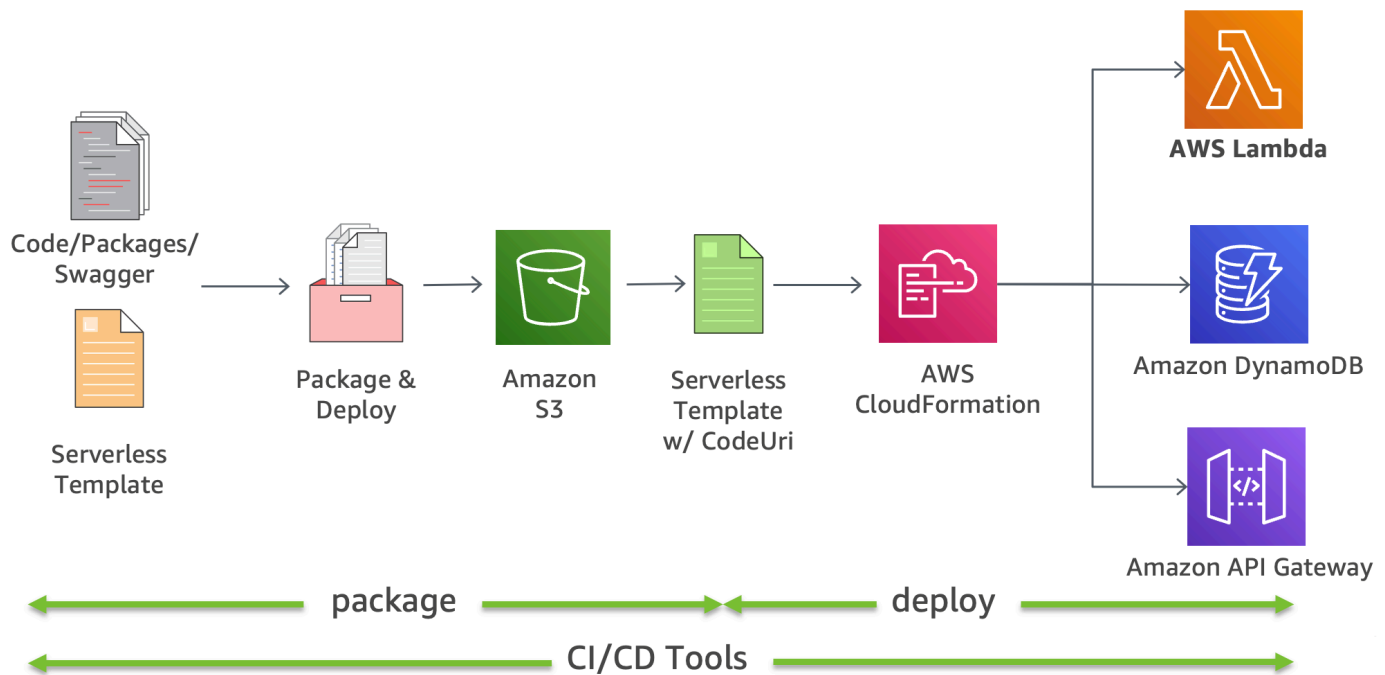 Code/Packages/
Swagger
Serverless
Template
Package &
Deploy
Amazon
S3
Serverless
Template
w/ CodeUri
AWS
CloudFormation
AWS Lambda
Amazon DynamoDB
</>
Amazon API Gateway
package
deploy
CI/CD Tools